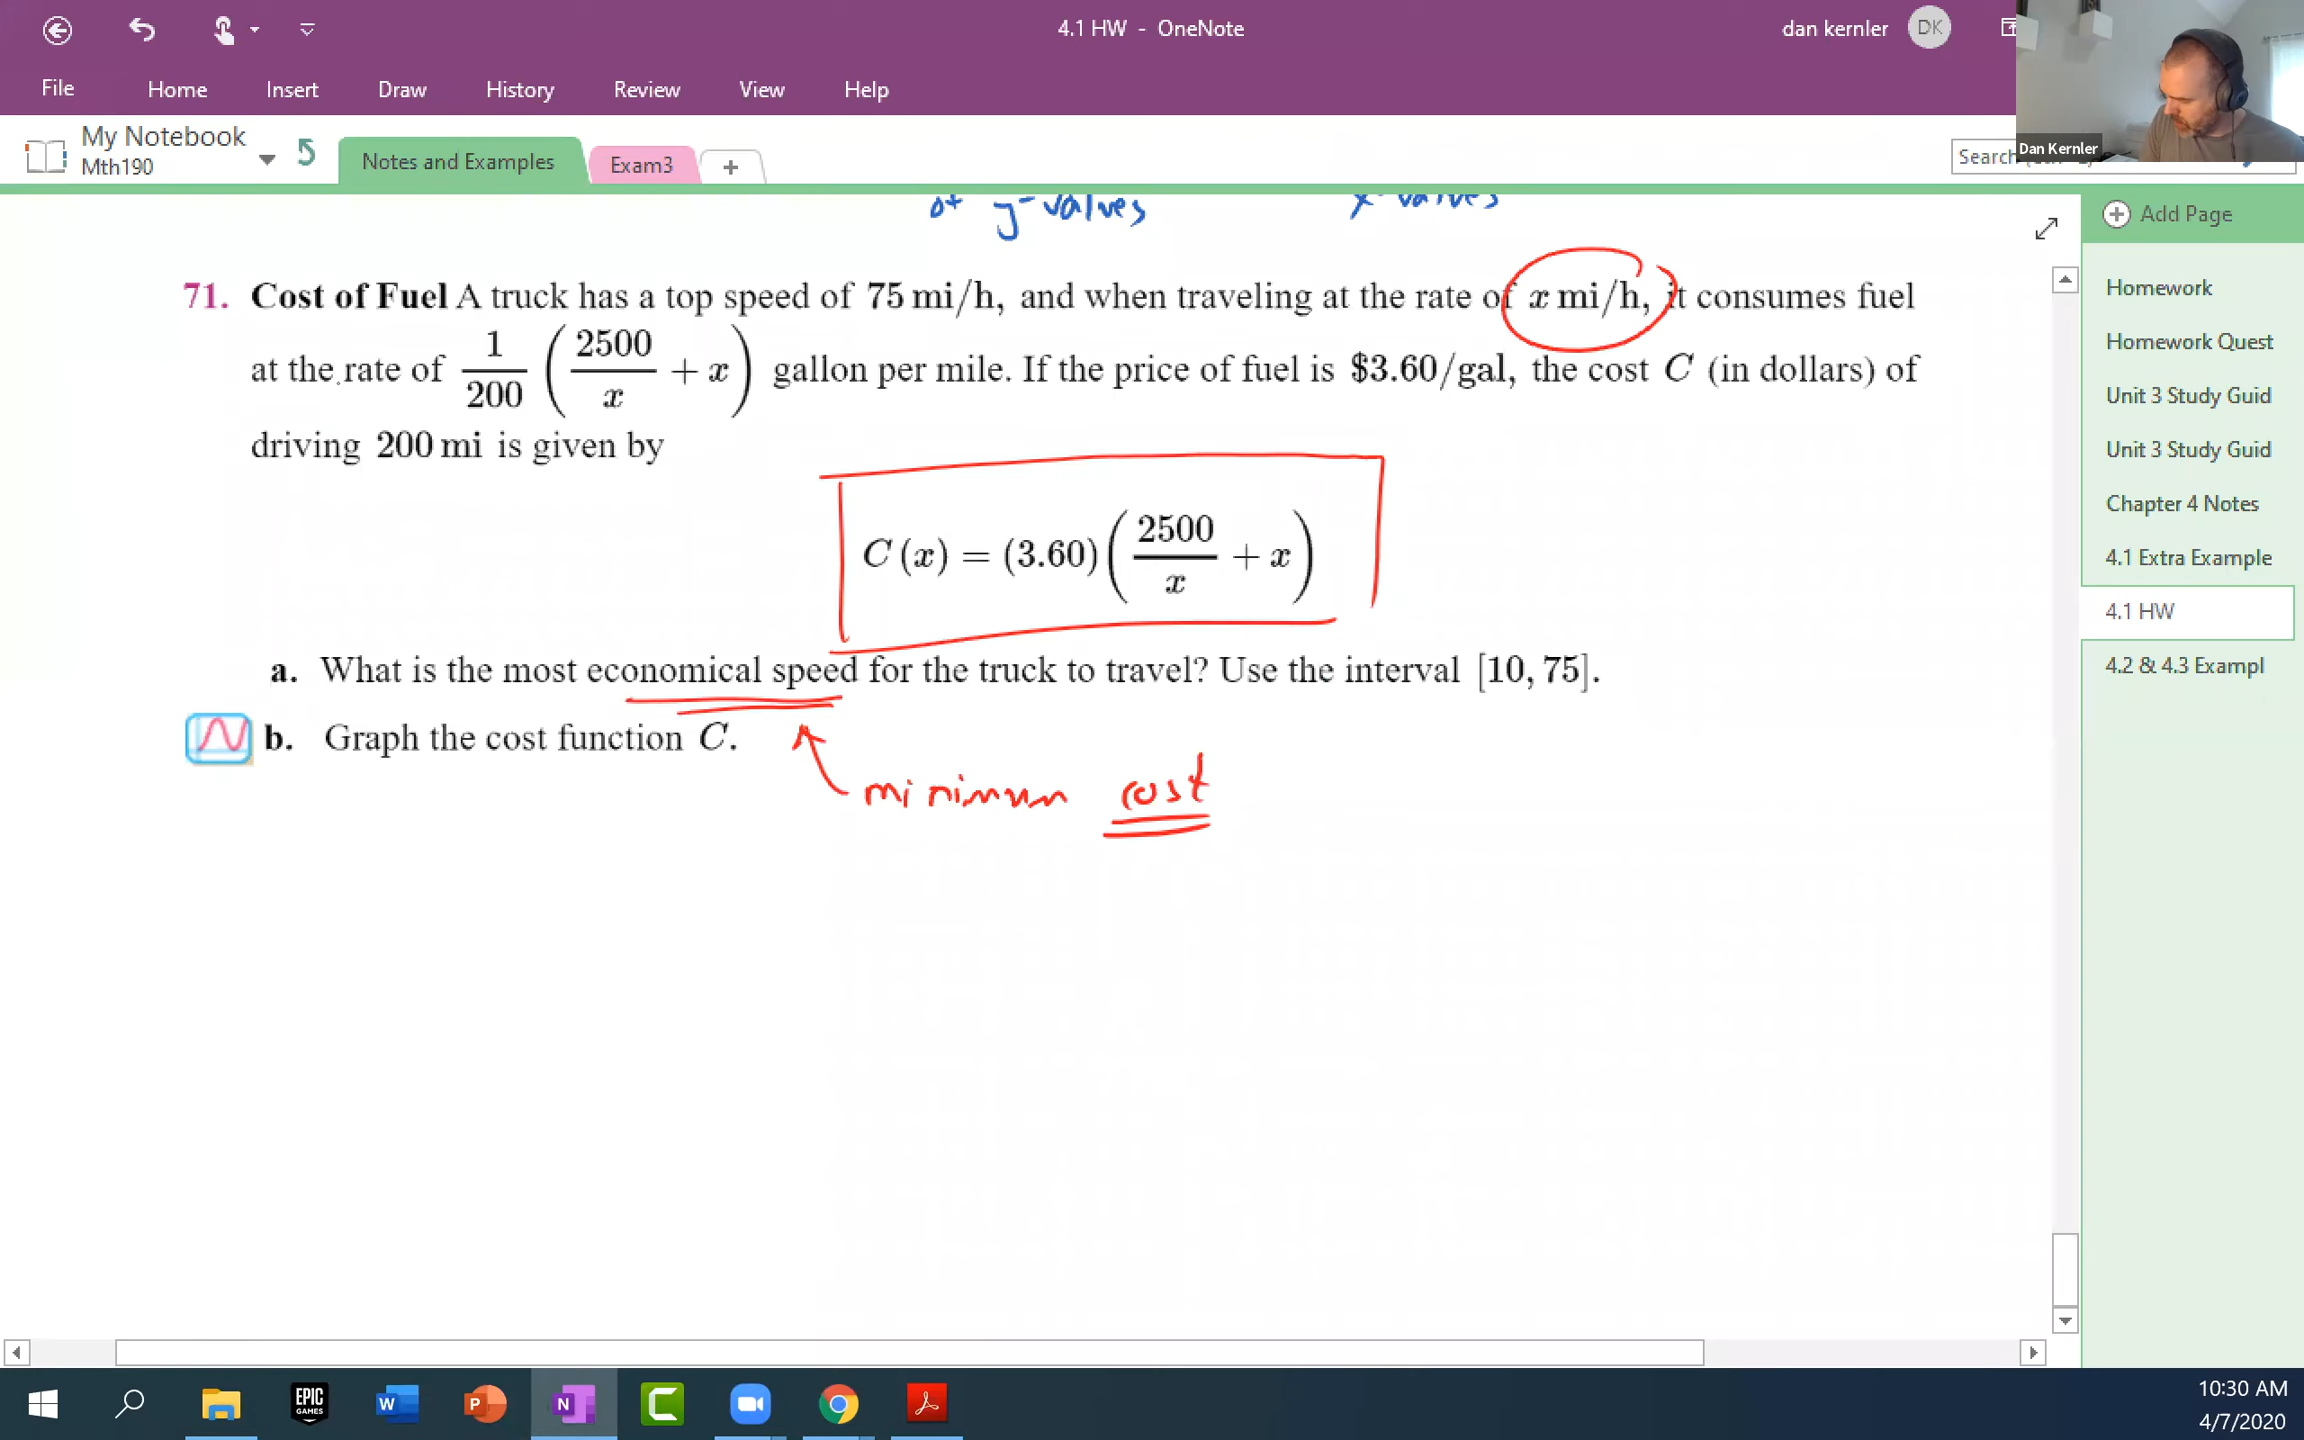 4.1 HW - OneNote
dan kernler DK
File Home Insert Draw History Review View Help
My Notebook
Mth190
Notes and Examples
Exam3
+
Search
Dan Kernler
of y-values x-values
Add Page
Homework
Homework Quest
Unit 3 Study Guid
Unit 3 Study Guid
Chapter 4 Notes
4.1 Extra Example
4.1 HW
4.2 & 4.3 Exampl
71. Cost of Fuel A truck has a top speed of 75 mi/h, and when traveling at the rate of x mi/h, it consumes fuel
at the rate of 1/200 (2500/x + x) gallon per mile. If the price of fuel is $3.60/gal, the cost C (in dollars) of
driving 200 mi is given by
C (x) = (3.60) (2500/x + x)
a. What is the most economical speed for the truck to travel? Use the interval [10, 75].
b. Graph the cost function C.
minimum cost
EPIC GAMES
10:30 AM
4/7/2020